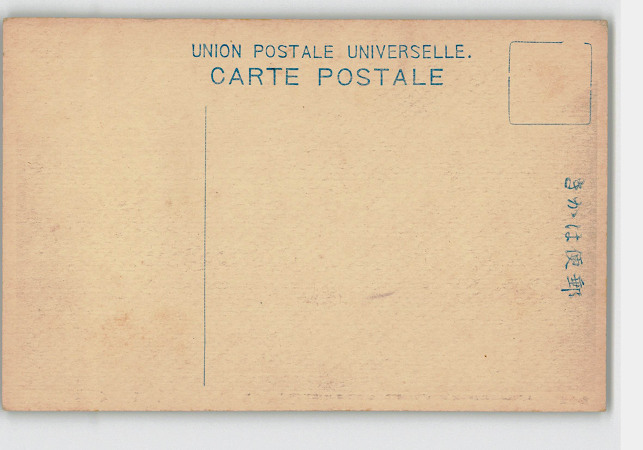 UNION POSTALE UNIVERSELLE.
CARTE POSTALE
郵便はかき